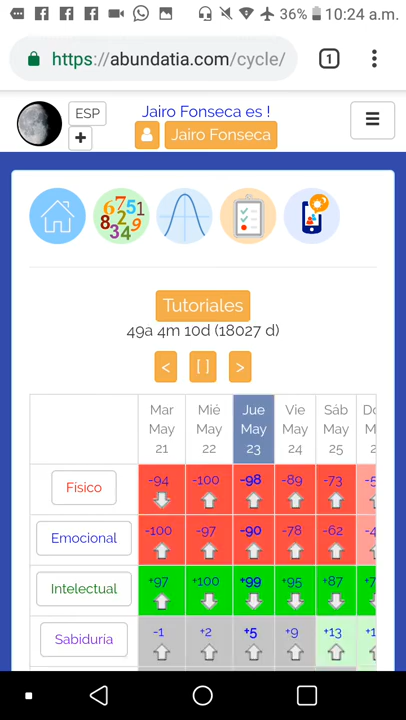 36% 10:24 a.m.
https://abundatia.com/cycle/
1
ESP
Jairo Fonseca es !
Jairo Fonseca
Tutoriales
49a 4m 10d (18027 d)
< [ ] >
Mar May 21 Mié May 22 Jue May 23 Vie May 24 Sáb May 25
Físico -94 -100 -98 -89 -73
Emocional -100 -97 -90 -78 -62
Intelectual +97 +100 +99 +95 +87
Sabiduría -1 +2 +5 +9 +13